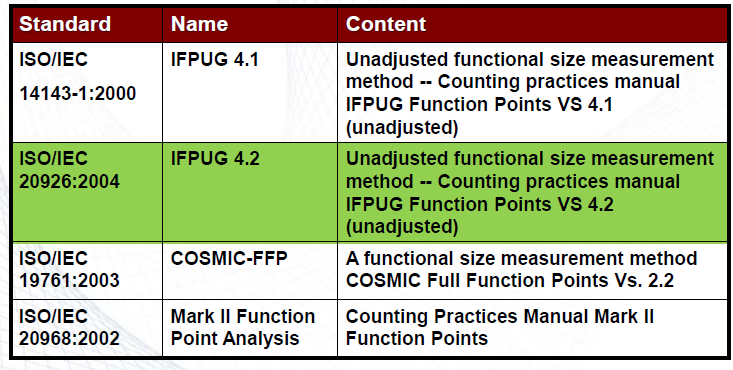 Standard Name Content
ISO/IEC IFPUG 4.1 Unadjusted functional size measurement
14143-1:2000 method -- Counting practices manual
IFPUG Function Points VS 4.1
(unadjusted)
ISO/IEC IFPUG 4.2 Unadjusted functional size measurement
20926:2004 method -- Counting practices manual
IFPUG Function Points VS 4.2
(unadjusted)
ISO/IEC COSMIC-FFP A functional size measurement method
19761:2003 COSMIC Full Function Points Vs. 2.2
ISO/IEC Mark II Function Counting Practices Manual Mark II
20968:2002 Point Analysis Function Points